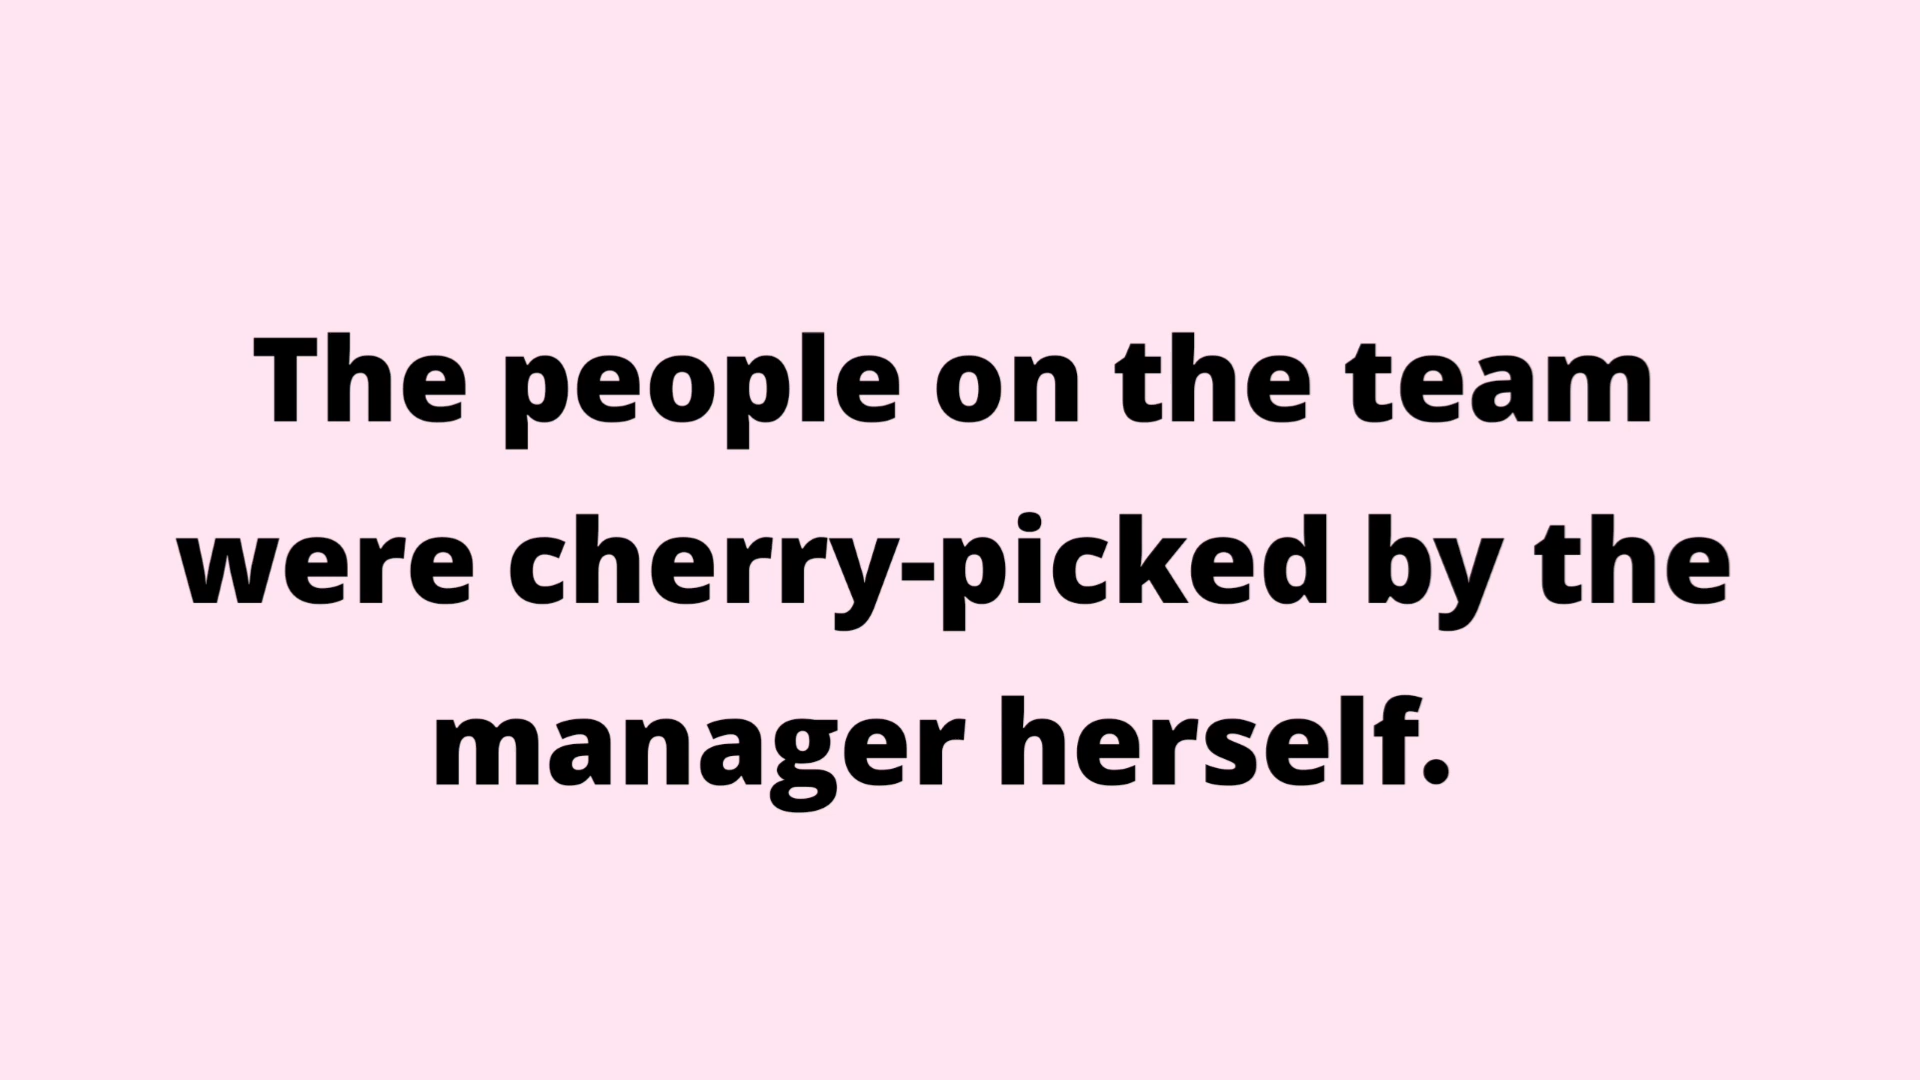 The people on the team
were cherry-picked by the
manager herself.